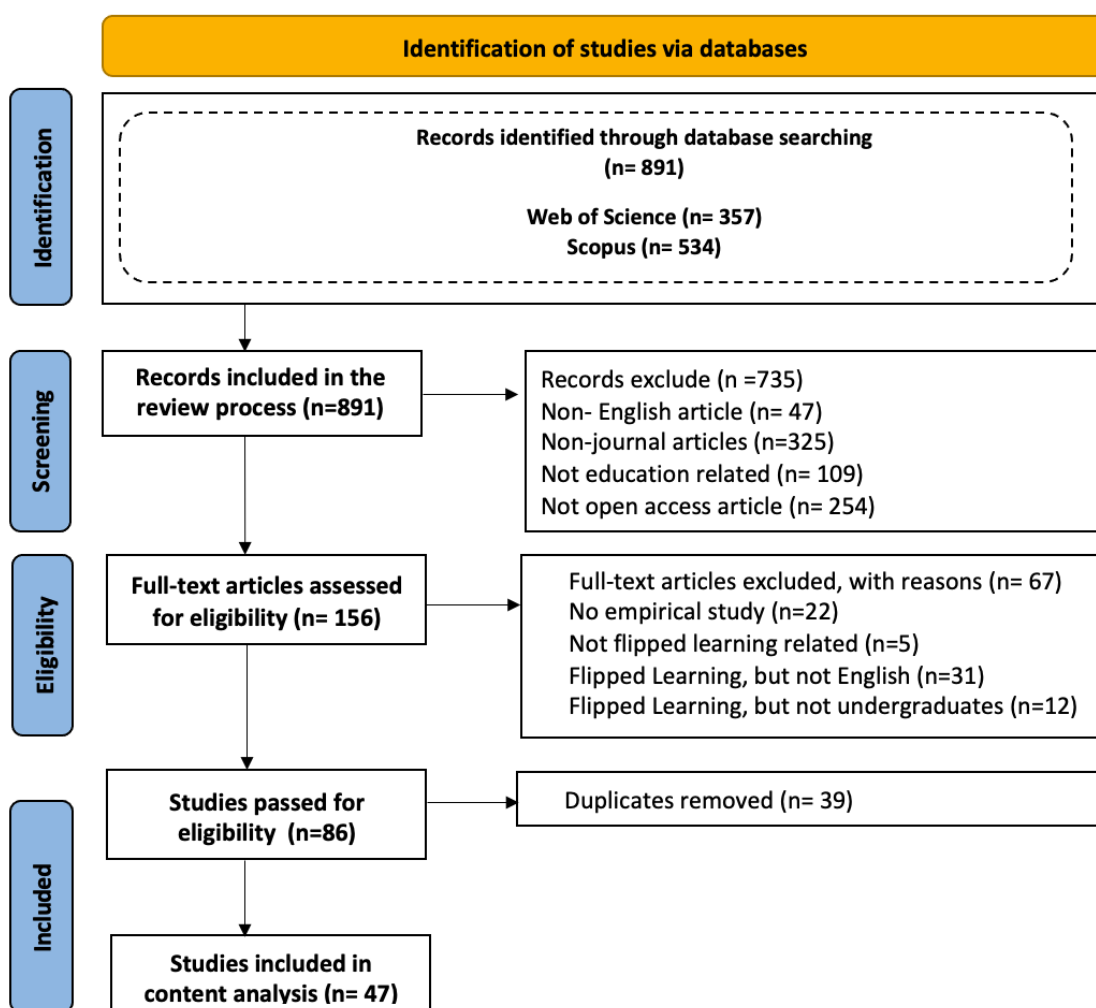 Identification of studies via databases
Identification
Records identified through database searching
(n= 891)
Web of Science (n= 357)
Scopus (n= 534)
Screening
Records included in the
review process (n=891)
Records exclude (n =735)
Non- English article (n= 47)
Non-journal articles (n=325)
Not education related (n= 109)
Not open access article (n= 254)
Eligibility
Full-text articles assessed
for eligibility (n= 156)
Full-text articles excluded, with reasons (n= 67)
No empirical study (n=22)
Not flipped learning related (n=5)
Flipped Learning, but not English (n=31)
Flipped Learning, but not undergraduates (n=12)
Included
Studies passed for
eligibility (n=86)
Duplicates removed (n= 39)
Studies included in
content analysis (n= 47)